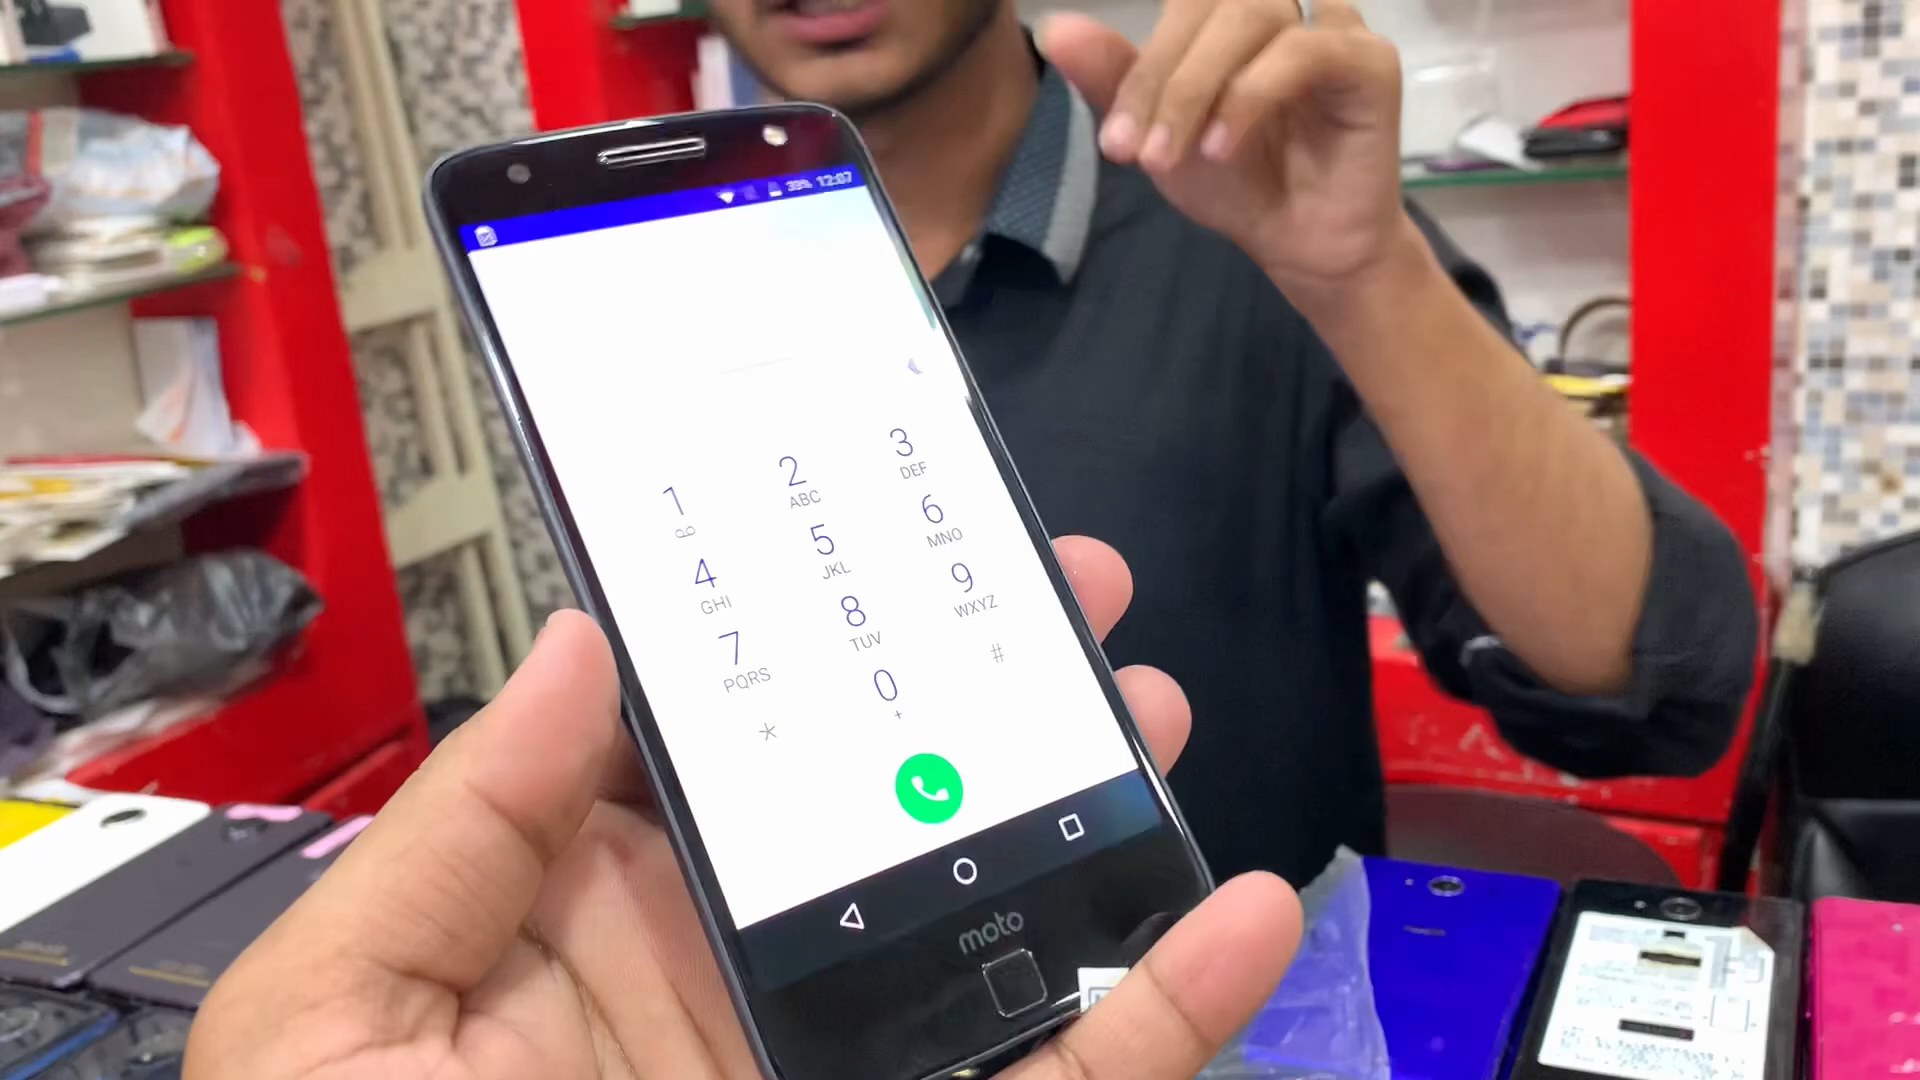 33% 12:07
1
2 ABC
3 DEF
4 GHI
5 JKL
6 MNO
7 PQRS
8 TUV
9 WXYZ
*
0 +
#
moto